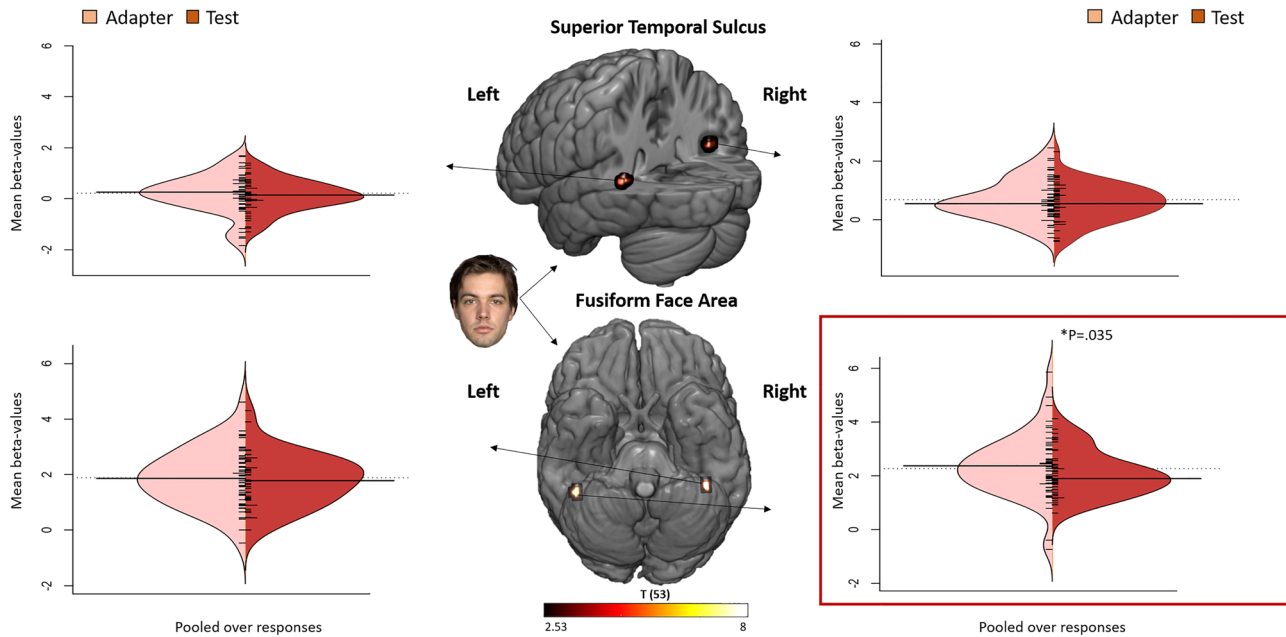 Adapter Test
Superior Temporal Sulcus
Adapter Test
Left
Right
Mean beta-values
6
4
2
0
-2
Mean beta-values
6
4
2
0
Fusiform Face Area
Left
Right
Mean beta-values
6
4
2
0
-2
*P=.035
Mean beta-values
6
4
2
0
-2
T (53)
2.53 8
Pooled over responses
Pooled over responses